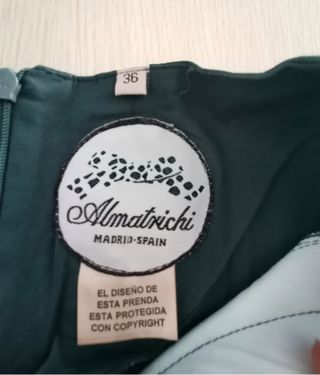 36
Almatrichi
MADRID-SPAIN
EL DISEÑO DE
ESTA PRENDA
ESTA PROTEGIDA
CON COPYRIGHT